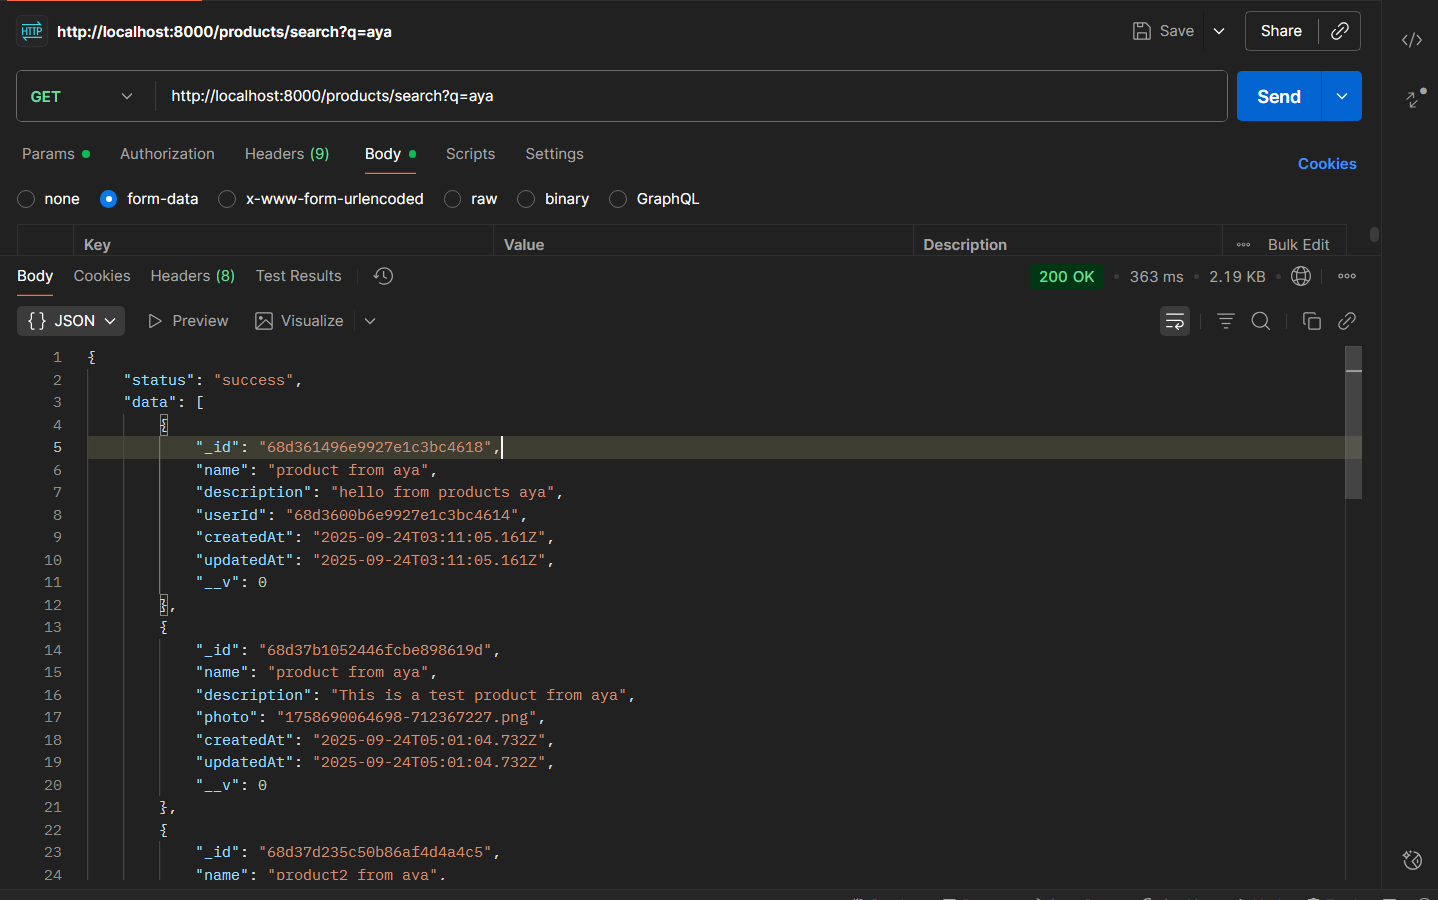 HTTP http://localhost:8000/products/search?q=aya Save Share
GET http://localhost:8000/products/search?q=aya Send
Params Authorization Headers (9) Body Scripts Settings Cookies
none form-data x-www-form-urlencoded raw binary GraphQL
Key Value Description Bulk Edit
Body Cookies Headers (8) Test Results 200 OK 363 ms 2.19 KB
{} JSON Preview Visualize
1 {
2 "status": "success",
3 "data": [
4 {
5 "_id": "68d361496e9927e1c3bc4618",
6 "name": "product from aya",
7 "description": "hello from products aya",
8 "userId": "68d3600b6e9927e1c3bc4614",
9 "createdAt": "2025-09-24T03:11:05.161Z",
10 "updatedAt": "2025-09-24T03:11:05.161Z",
11 "__v": 0
12 },
13 {
14 "_id": "68d37b1052446fcbe898619d",
15 "name": "product from aya",
16 "description": "This is a test product from aya",
17 "photo": "1758690064698-712367227.png",
18 "createdAt": "2025-09-24T05:01:04.732Z",
19 "updatedAt": "2025-09-24T05:01:04.732Z",
20 "__v": 0
21 },
22 {
23 "_id": "68d37d235c50b86af4d4a4c5",
24 "name": "product2 from aya",